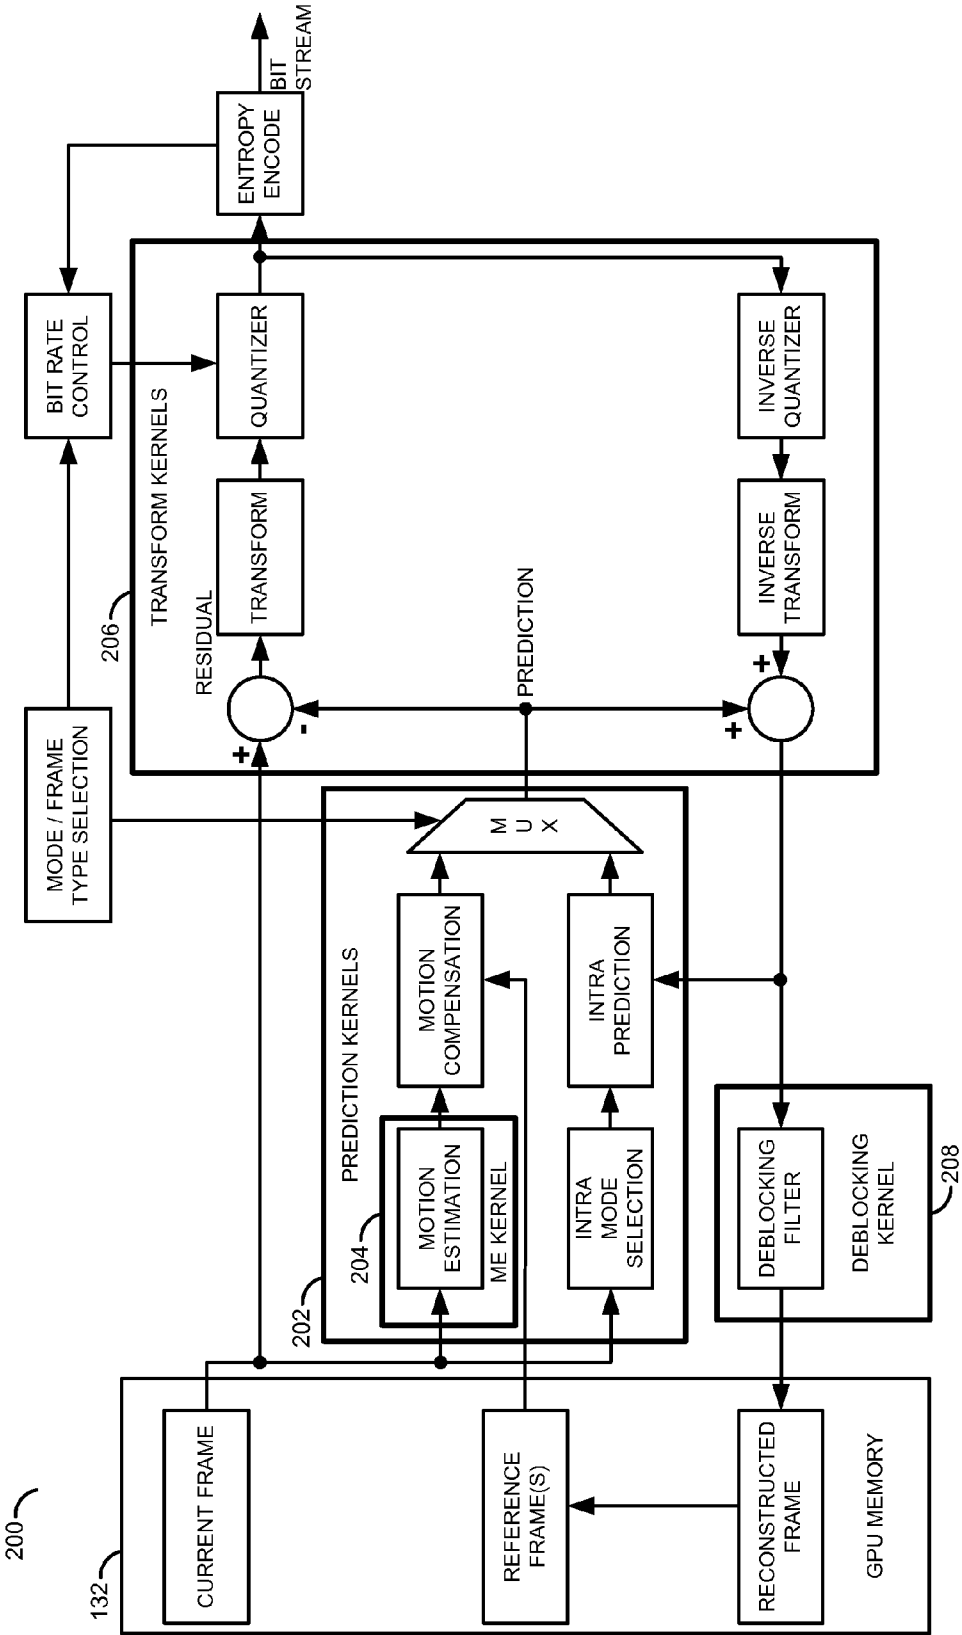 200
132
CURRENT FRAME
REFERENCE
FRAME(S)
RECONSTRUCTED
FRAME
GPU MEMORY
202
PREDICTION KERNELS
204
MOTION
ESTIMATION
ME KERNEL
MOTION
COMPENSATION
INTRA
MODE
SELECTION
INTRA
PREDICTION
M
U
X
MODE / FRAME
TYPE SELECTION
BIT RATE
CONTROL
206
TRANSFORM KERNELS
RESIDUAL
+
-
TRANSFORM
QUANTIZER
PREDICTION
+
+
INVERSE
TRANSFORM
INVERSE
QUANTIZER
ENTROPY
ENCODE
BIT
STREAM
DEBLOCKING
FILTER
DEBLOCKING
KERNEL
208